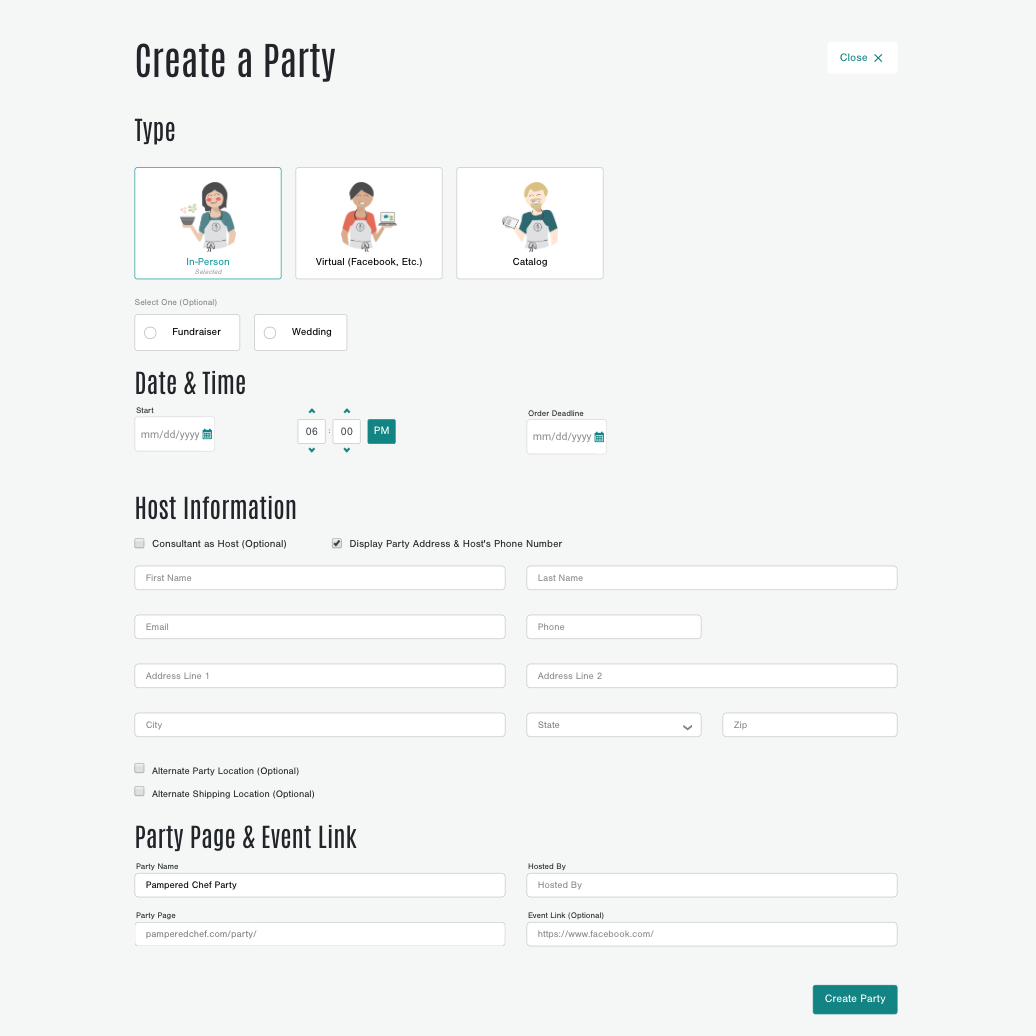 Create a Party
Close
Type
In-Person
Selected
Virtual (Facebook, Etc.)
Catalog
Select One (Optional)
Fundraiser
Wedding
Date & Time
Start
mm/dd/yyyy
06 : 00 PM
Order Deadline
mm/dd/yyyy
Host Information
Consultant as Host (Optional)
Display Party Address & Host's Phone Number
First Name
Last Name
Email
Phone
Address Line 1
Address Line 2
City
State
Zip
Alternate Party Location (Optional)
Alternate Shipping Location (Optional)
Party Page & Event Link
Party Name
Pampered Chef Party
Hosted By
Hosted By
Party Page
pamperedchef.com/party/
Event Link (Optional)
https://www.facebook.com/
Create Party